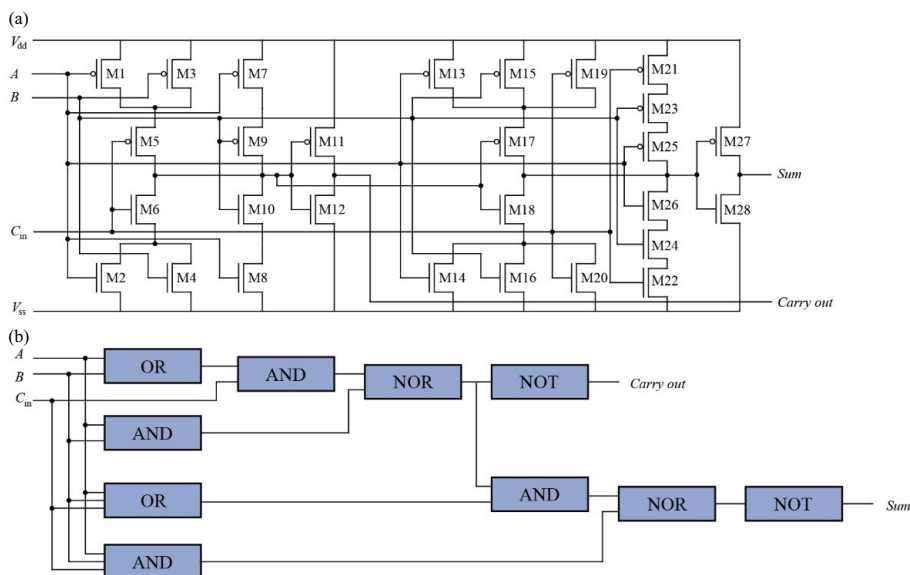 (a)
Vdd
A
M1 M3 M7 M13 M15 M19 M21
B
M23
M5 M9 M11 M17 M25 M27
Sum
M6 M10 M12 M18 M26 M28
Cin
M24
M2 M4 M8 M14 M16 M20 M22
Vss
Carry out
(b)
A
OR
B
AND
NOR NOT Carry out
Cin
AND
OR AND
NOR NOT Sum
AND